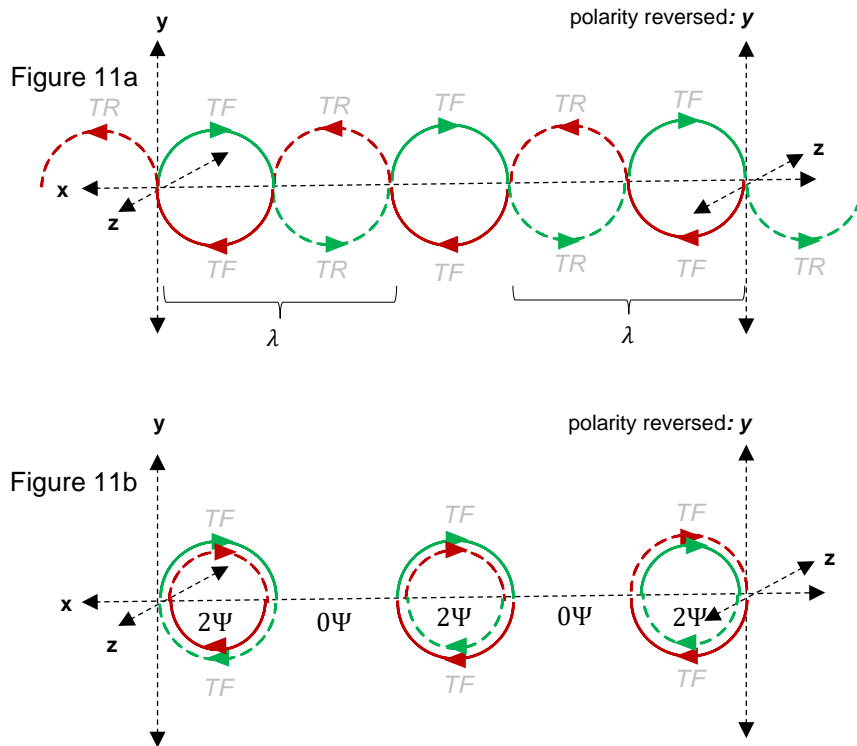 y
polarity reversed: y
Figure 11a
TR TF TR TF TR TF
x
z
z
TF TR TF TR TF TR
λ λ
y
polarity reversed: y
Figure 11b
TF TF TF
x
z
z
2Ψ 0Ψ 2Ψ 0Ψ 2Ψ
TF TF TF